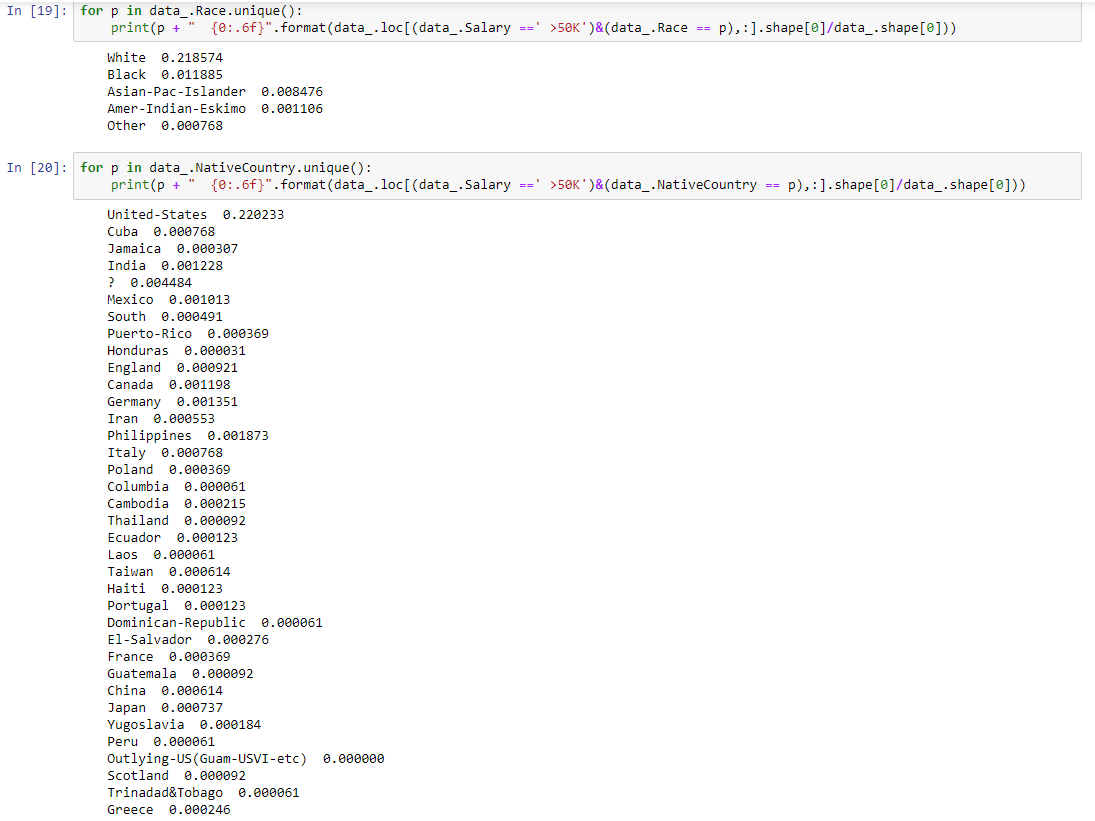 In [19]: for p in data_.Race.unique():
print(p + "  {0:.6f}".format(data_.loc[(data_.Salary ==' >50K')&(data_.Race == p),:].shape[0]/data_.shape[0]))
White  0.218574
Black  0.011885
Asian-Pac-Islander  0.008476
Amer-Indian-Eskimo  0.001106
Other  0.000768
In [20]: for p in data_.NativeCountry.unique():
print(p + "  {0:.6f}".format(data_.loc[(data_.Salary ==' >50K')&(data_.NativeCountry == p),:].shape[0]/data_.shape[0]))
United-States  0.220233
Cuba  0.000768
Jamaica  0.000307
India  0.001228
?  0.004484
Mexico  0.001013
South  0.000491
Puerto-Rico  0.000369
Honduras  0.000031
England  0.000921
Canada  0.001198
Germany  0.001351
Iran  0.000553
Philippines  0.001873
Italy  0.000768
Poland  0.000369
Columbia  0.000061
Cambodia  0.000215
Thailand  0.000092
Ecuador  0.000123
Laos  0.000061
Taiwan  0.000614
Haiti  0.000123
Portugal  0.000123
Dominican-Republic  0.000061
El-Salvador  0.000276
France  0.000369
Guatemala  0.000092
China  0.000614
Japan  0.000737
Yugoslavia  0.000184
Peru  0.000061
Outlying-US(Guam-USVI-etc)  0.000000
Scotland  0.000092
Trinadad&Tobago  0.000061
Greece  0.000246